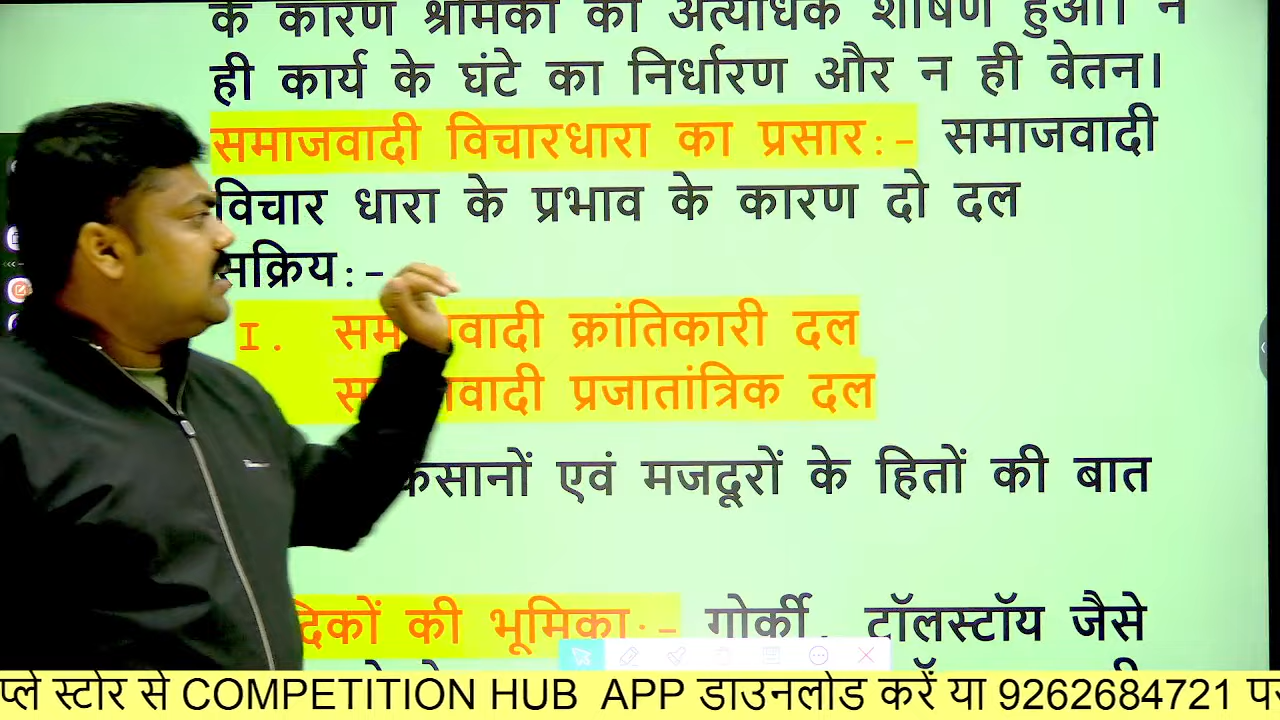 के कारण श्रमिकों का अत्यधिक शोषण हुआ। न
ही कार्य के घंटे का निर्धारण और न ही वेतन।
समाजवादी विचारधारा का प्रसार:- समाजवादी
विचार धारा के प्रभाव के कारण दो दल
सक्रिय:-
I. क्रांतिकारी दल
प्रजातांत्रिक दल
एवं मजदूरों के हितों की बात
की भूमिका:- गोर्की, टॉलस्टॉय जैसे
प्ले स्टोर से COMPETITION HUB APP डाउनलोड करें या 9262684721 पर